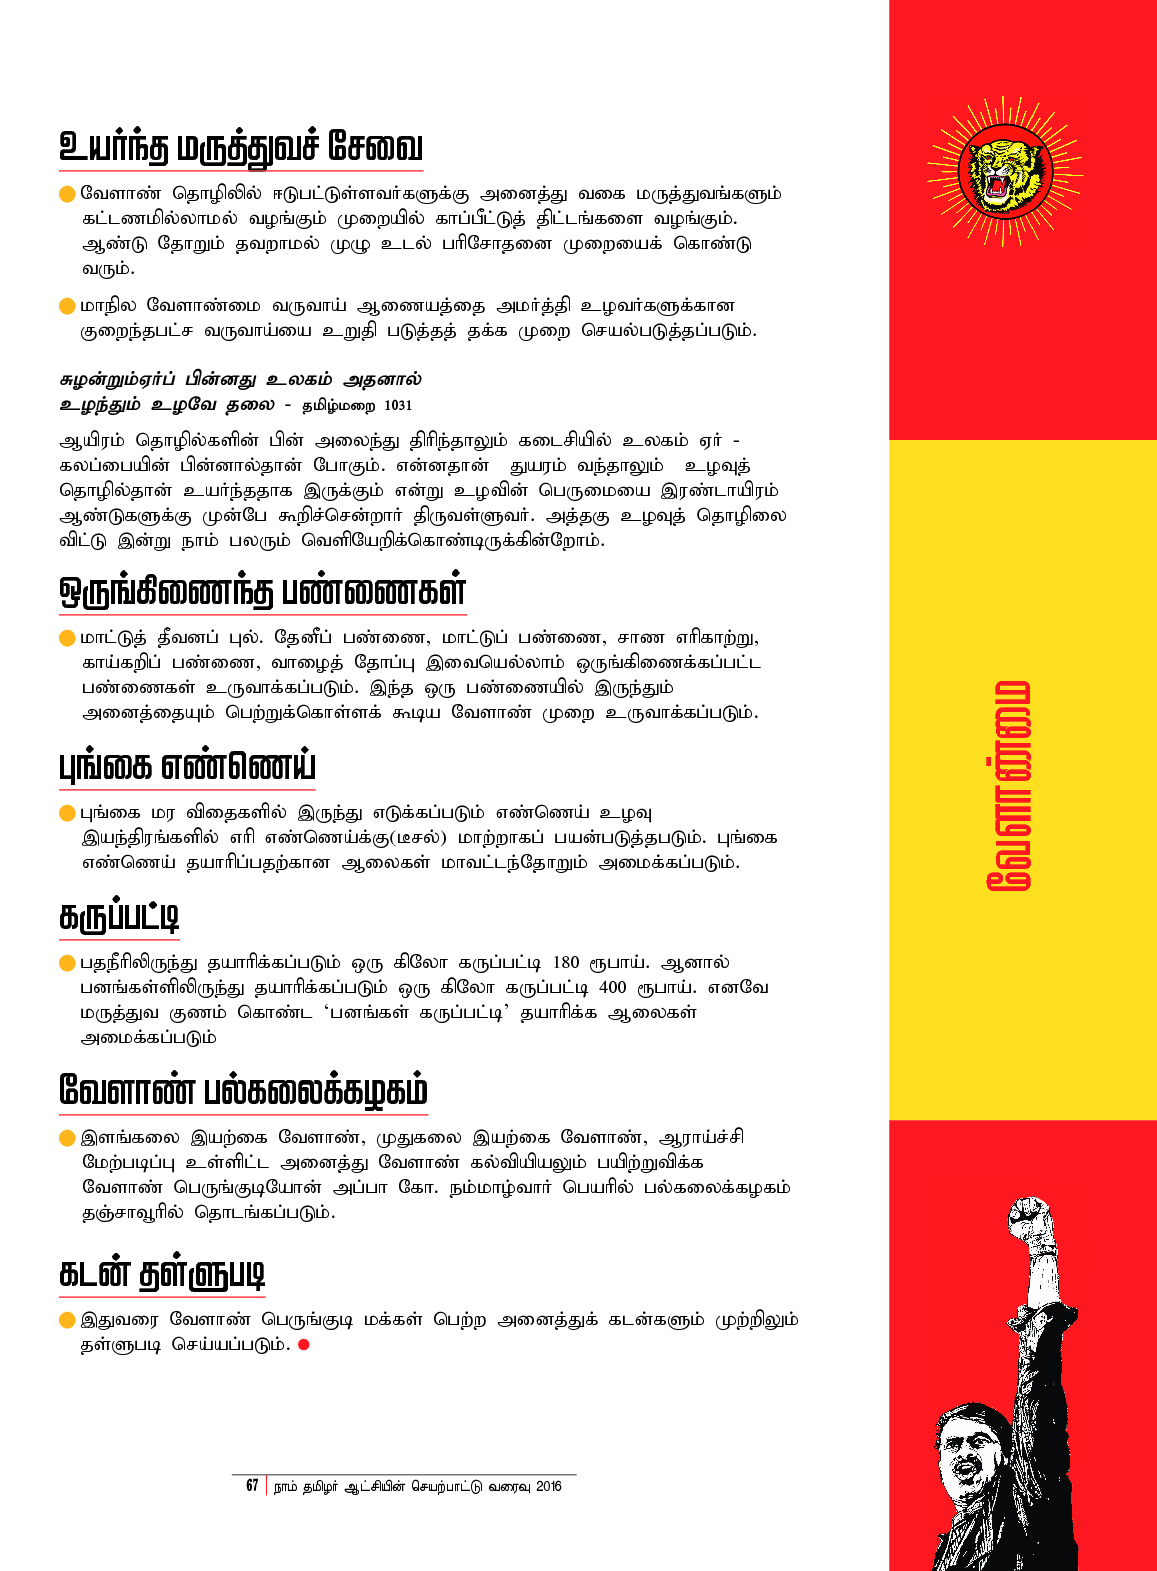 உயர்ந்த மருத்துவச் சேவை
வேளாண் தொழிலில் ஈடுபட்டுள்ளவர்களுக்கு அனைத்து வகை மருத்துவங்களும்
கட்டணமில்லாமல் வழங்கும் முறையில் காப்பீட்டுத் திட்டங்களை வழங்கும்.
ஆண்டு தோறும் தவறாமல் முழு உடல் பரிசோதனை முறையைக் கொண்டு
வரும்.
மாநில வேளாண்மை வருவாய் ஆணையத்தை அமர்த்தி உழவர்களுக்கான
குறைந்தபட்ச வருவாய்யை உறுதி படுத்தத் தக்க முறை செயல்படுத்தப்படும்.
சுழன்றும்ஏர்ப் பின்னது உலகம் அதனால்
உழந்தும் உழவே தலை - தமிழ்மறை 1031
ஆயிரம் தொழில்களின் பின் அலைந்து திரிந்தாலும் கடைசியில் உலகம் ஏர் -
கலப்பையின் பின்னால்தான் போகும். என்னதான் துயரம் வந்தாலும் உழவுத்
தொழில்தான் உயர்ந்ததாக இருக்கும் என்று உழவின் பெருமையை இரண்டாயிரம்
ஆண்டுகளுக்கு முன்பே கூறிச்சென்றார் திருவள்ளுவர். அத்தகு உழவுத் தொழிலை
விட்டு இன்று நாம் பலரும் வெளியேறிக்கொண்டிருக்கின்றோம்.
ஒருங்கிணைந்த பண்ணைகள்
மாட்டுத் தீவனப் புல். தேனீப் பண்ணை, மாட்டுப் பண்ணை, சாண எரிகாற்று,
காய்கறிப் பண்ணை, வாழைத் தோப்பு இவையெல்லாம் ஒருங்கிணைக்கப்பட்ட
பண்ணைகள் உருவாக்கப்படும். இந்த ஒரு பண்ணையில் இருந்தும்
அனைத்தையும் பெற்றுக்கொள்ளக் கூடிய வேளாண் முறை உருவாக்கப்படும்.
புங்கை எண்ணெய்
புங்கை மர விதைகளில் இருந்து எடுக்கப்படும் எண்ணெய் உழவு
இயந்திரங்களில் எரி எண்ணெய்க்கு(டீசல்) மாற்றாகப் பயன்படுத்தபடும். புங்கை
எண்ணெய் தயாரிப்பதற்கான ஆலைகள் மாவட்டந்தோறும் அமைக்கப்படும்.
கருப்பட்டி
பதநீரிலிருந்து தயாரிக்கப்படும் ஒரு கிலோ கருப்பட்டி 180 ரூபாய். ஆனால்
பனங்கள்ளிலிருந்து தயாரிக்கப்படும் ஒரு கிலோ கருப்பட்டி 400 ரூபாய். எனவே
மருத்துவ குணம் கொண்ட ‘பனங்கள் கருப்பட்டி’ தயாரிக்க ஆலைகள்
அமைக்கப்படும்
வேளாண் பல்கலைக்கழகம்
இளங்கலை இயற்கை வேளாண், முதுகலை இயற்கை வேளாண், ஆராய்ச்சி
மேற்படிப்பு உள்ளிட்ட அனைத்து வேளாண் கல்வியியலும் பயிற்றுவிக்க
வேளாண் பெருங்குடியோன் அப்பா கோ. நம்மாழ்வார் பெயரில் பல்கலைக்கழகம்
தஞ்சாவூரில் தொடங்கப்படும்.
கடன் தள்ளுபடி
இதுவரை வேளாண் பெருங்குடி மக்கள் பெற்ற அனைத்துக் கடன்களும் முற்றிலும்
தள்ளுபடி செய்யப்படும்.
வேளாண்மை
67 நாம் தமிழர் ஆட்சியின் செயற்பாட்டு வரைவு 2016